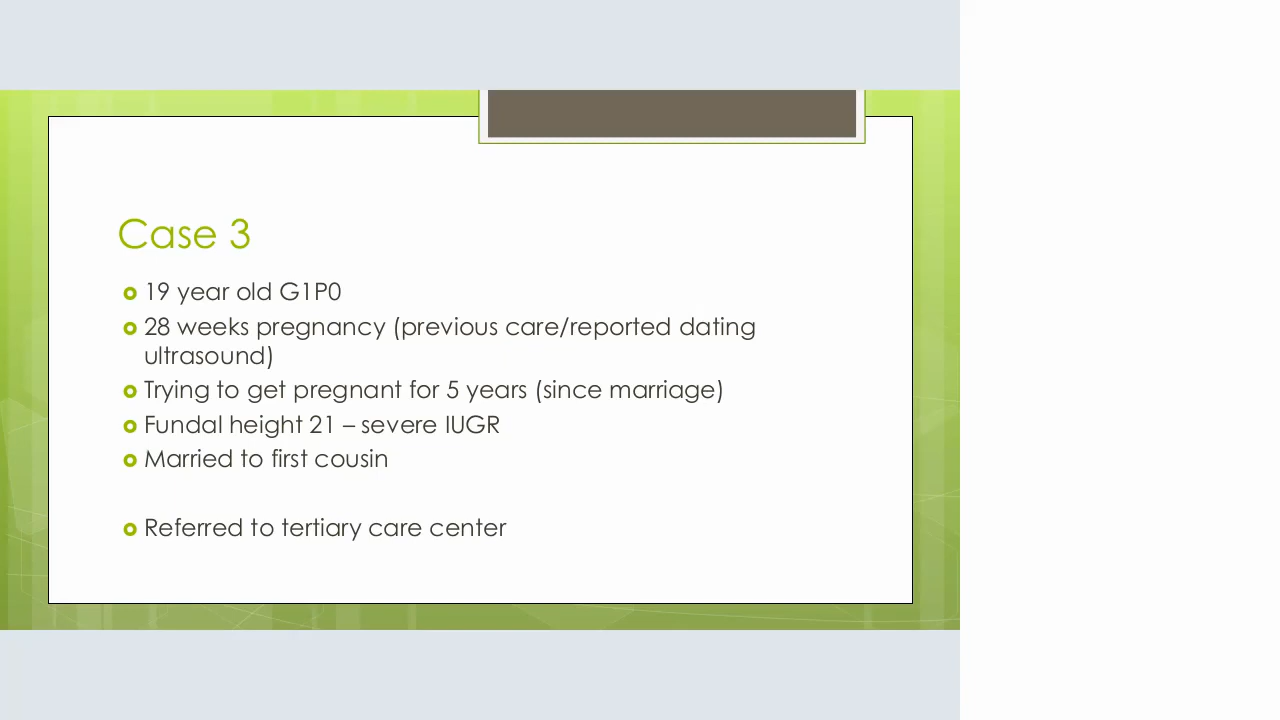 Case 3
19 year old G1P0
28 weeks pregnancy (previous care/reported dating
ultrasound)
Trying to get pregnant for 5 years (since marriage)
Fundal height 21 – severe IUGR
Married to first cousin
Referred to tertiary care center